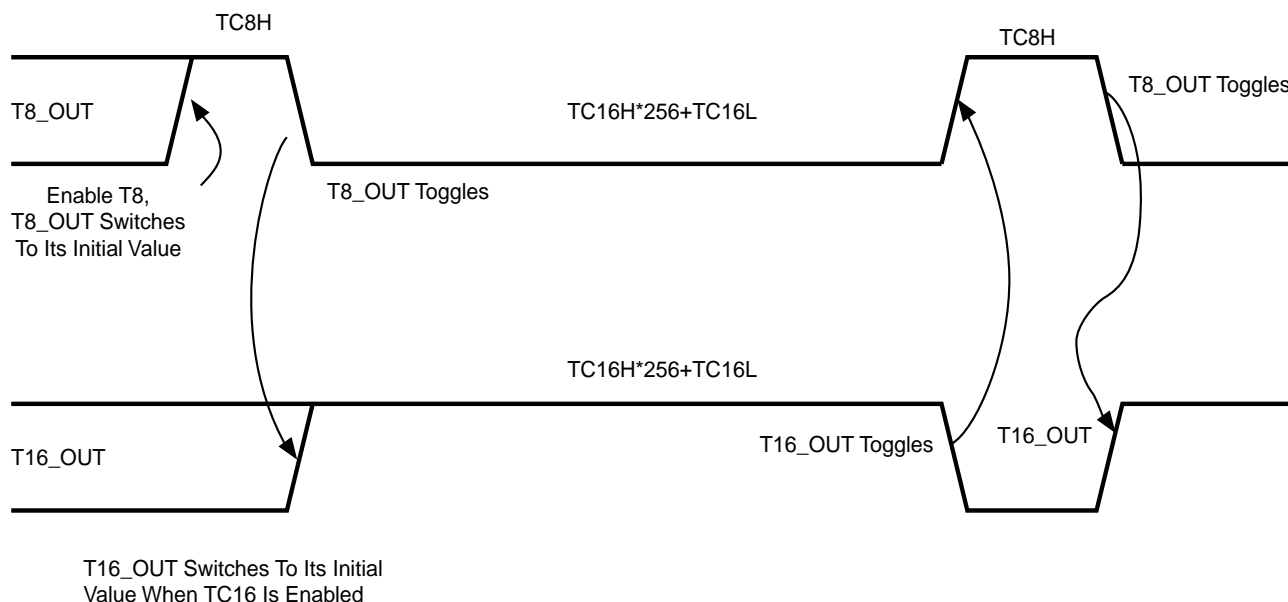 TC8H
TC8H
T8_OUT
TC16H*256+TC16L
T8_OUT Toggles
Enable T8,
T8_OUT Switches
To Its Initial Value
T8_OUT Toggles
TC16H*256+TC16L
T16_OUT
T16_OUT Toggles
T16_OUT
T16_OUT Switches To Its Initial
Value When TC16 Is Enabled